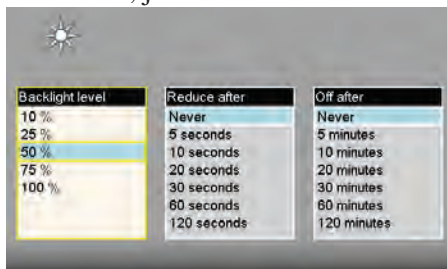 Backlight level
10 %
25 %
50 %
75 %
100 %
Reduce after
Never
5 seconds
10 seconds
20 seconds
30 seconds
60 seconds
120 seconds
Off after
Never
5 minutes
10 minutes
20 minutes
30 minutes
60 minutes
120 minutes